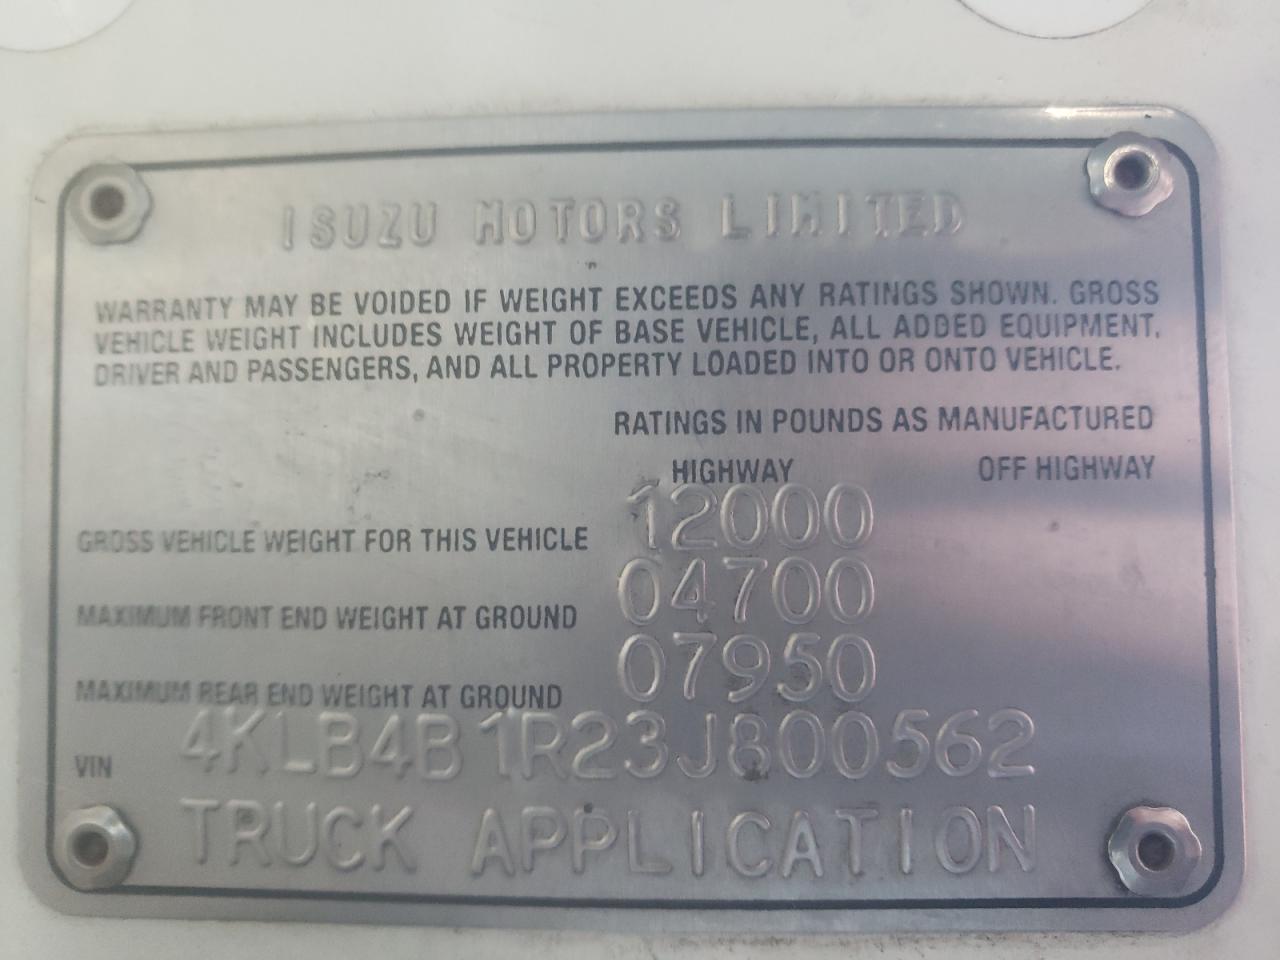 ISUZU MOTORS LIMITED
WARRANTY MAY BE VOIDED IF WEIGHT EXCEEDS ANY RATINGS SHOWN. GROSS
VEHICLE WEIGHT INCLUDES WEIGHT OF BASE VEHICLE, ALL ADDED EQUIPMENT,
DRIVER AND PASSENGERS, AND ALL PROPERTY LOADED INTO OR ONTO VEHICLE.
RATINGS IN POUNDS AS MANUFACTURED
HIGHWAY OFF HIGHWAY
GROSS VEHICLE WEIGHT FOR THIS VEHICLE 12000
MAXIMUM FRONT END WEIGHT AT GROUND 04700
MAXIMUM REAR END WEIGHT AT GROUND 07950
VIN 4KLB4B1R23J800562
TRUCK APPLICATION